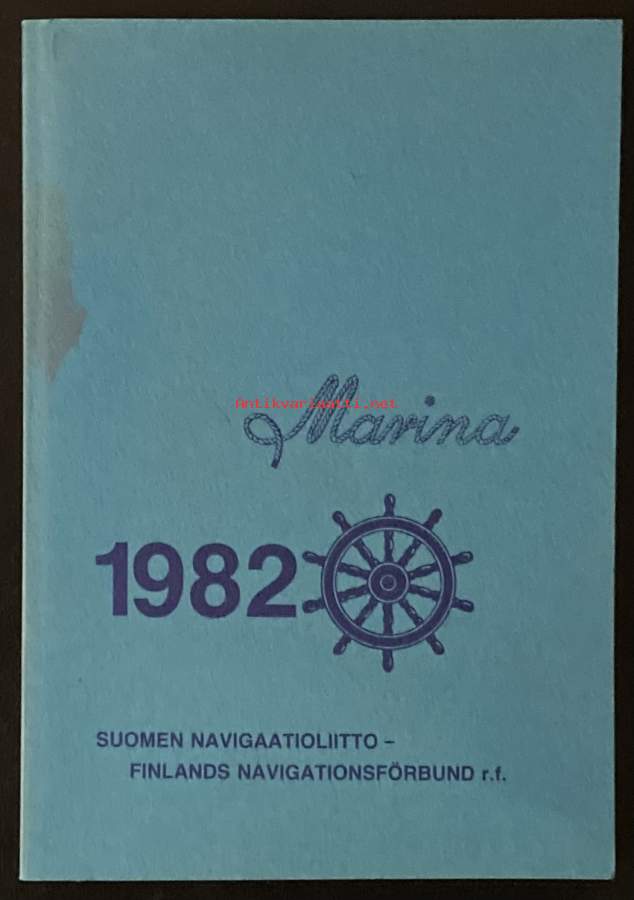 Marina
Antikvariaatti.net
1982
SUOMEN NAVIGAATIOLIITTO –
FINLANDS NAVIGATIONSFÖRBUND r.f.